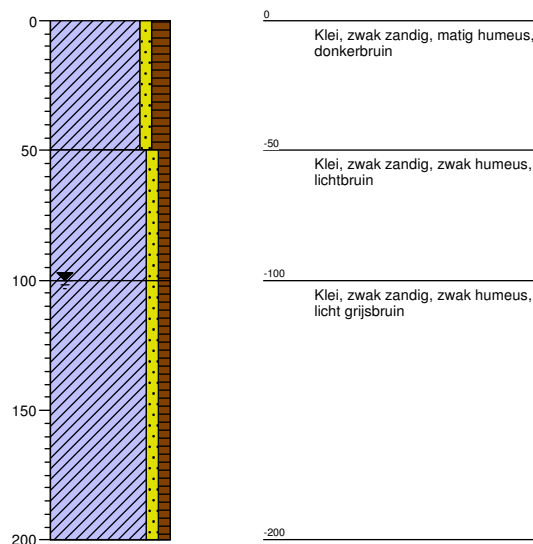 0
0
Klei, zwak zandig, matig humeus,
donkerbruin
50
-50
Klei, zwak zandig, zwak humeus,
lichtbruin
100
-100
Klei, zwak zandig, zwak humeus,
licht grijsbruin
150
200
-200